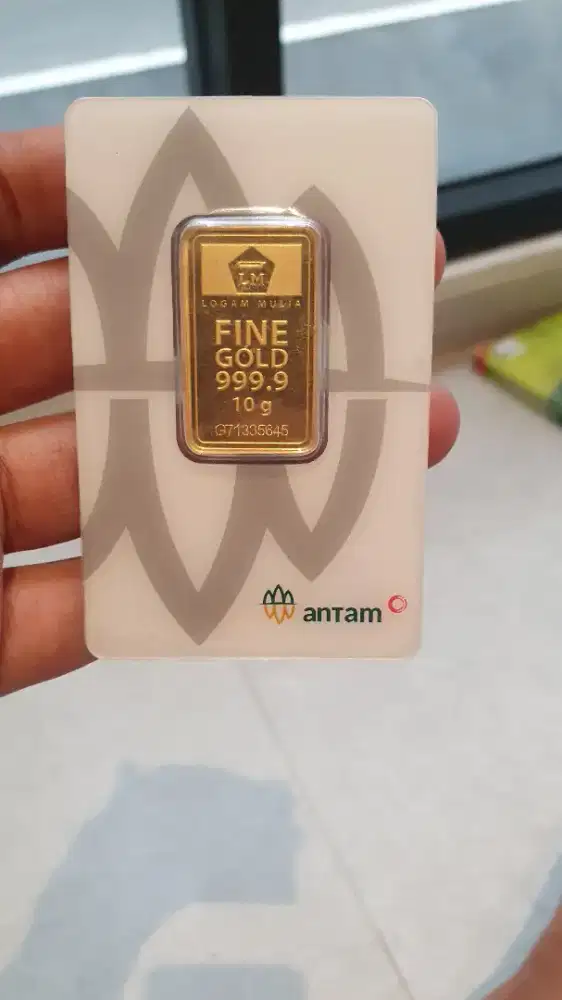 LM
LOGAM MULIA
FINE
GOLD
999.9
10 g
G71335645
antam